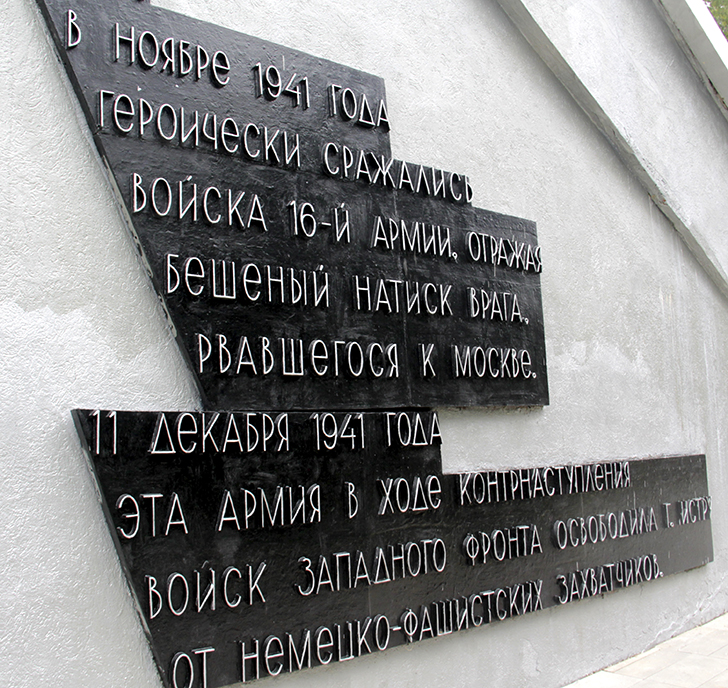 В НОЯБРЕ 1941 ГОДА
ГЕРОИЧЕСКИ СРАЖАЛИСЬ
ВОЙСКА 16-Й АРМИИ, ОТРАЖАЯ
БЕШЕНЫЙ НАТИСК ВРАГА,
РВАВШЕГОСЯ К МОСКВЕ.
11 ДЕКАБРЯ 1941 ГОДА
ЭТА АРМИЯ В ХОДЕ КОНТРНАСТУПЛЕНИЯ
ВОЙСК ЗАПАДНОГО ФРОНТА ОСВОБОДИЛА Г. ИСТР
ОТ НЕМЕЦКО-ФАШИСТСКИХ ЗАХВАТЧИКОВ.